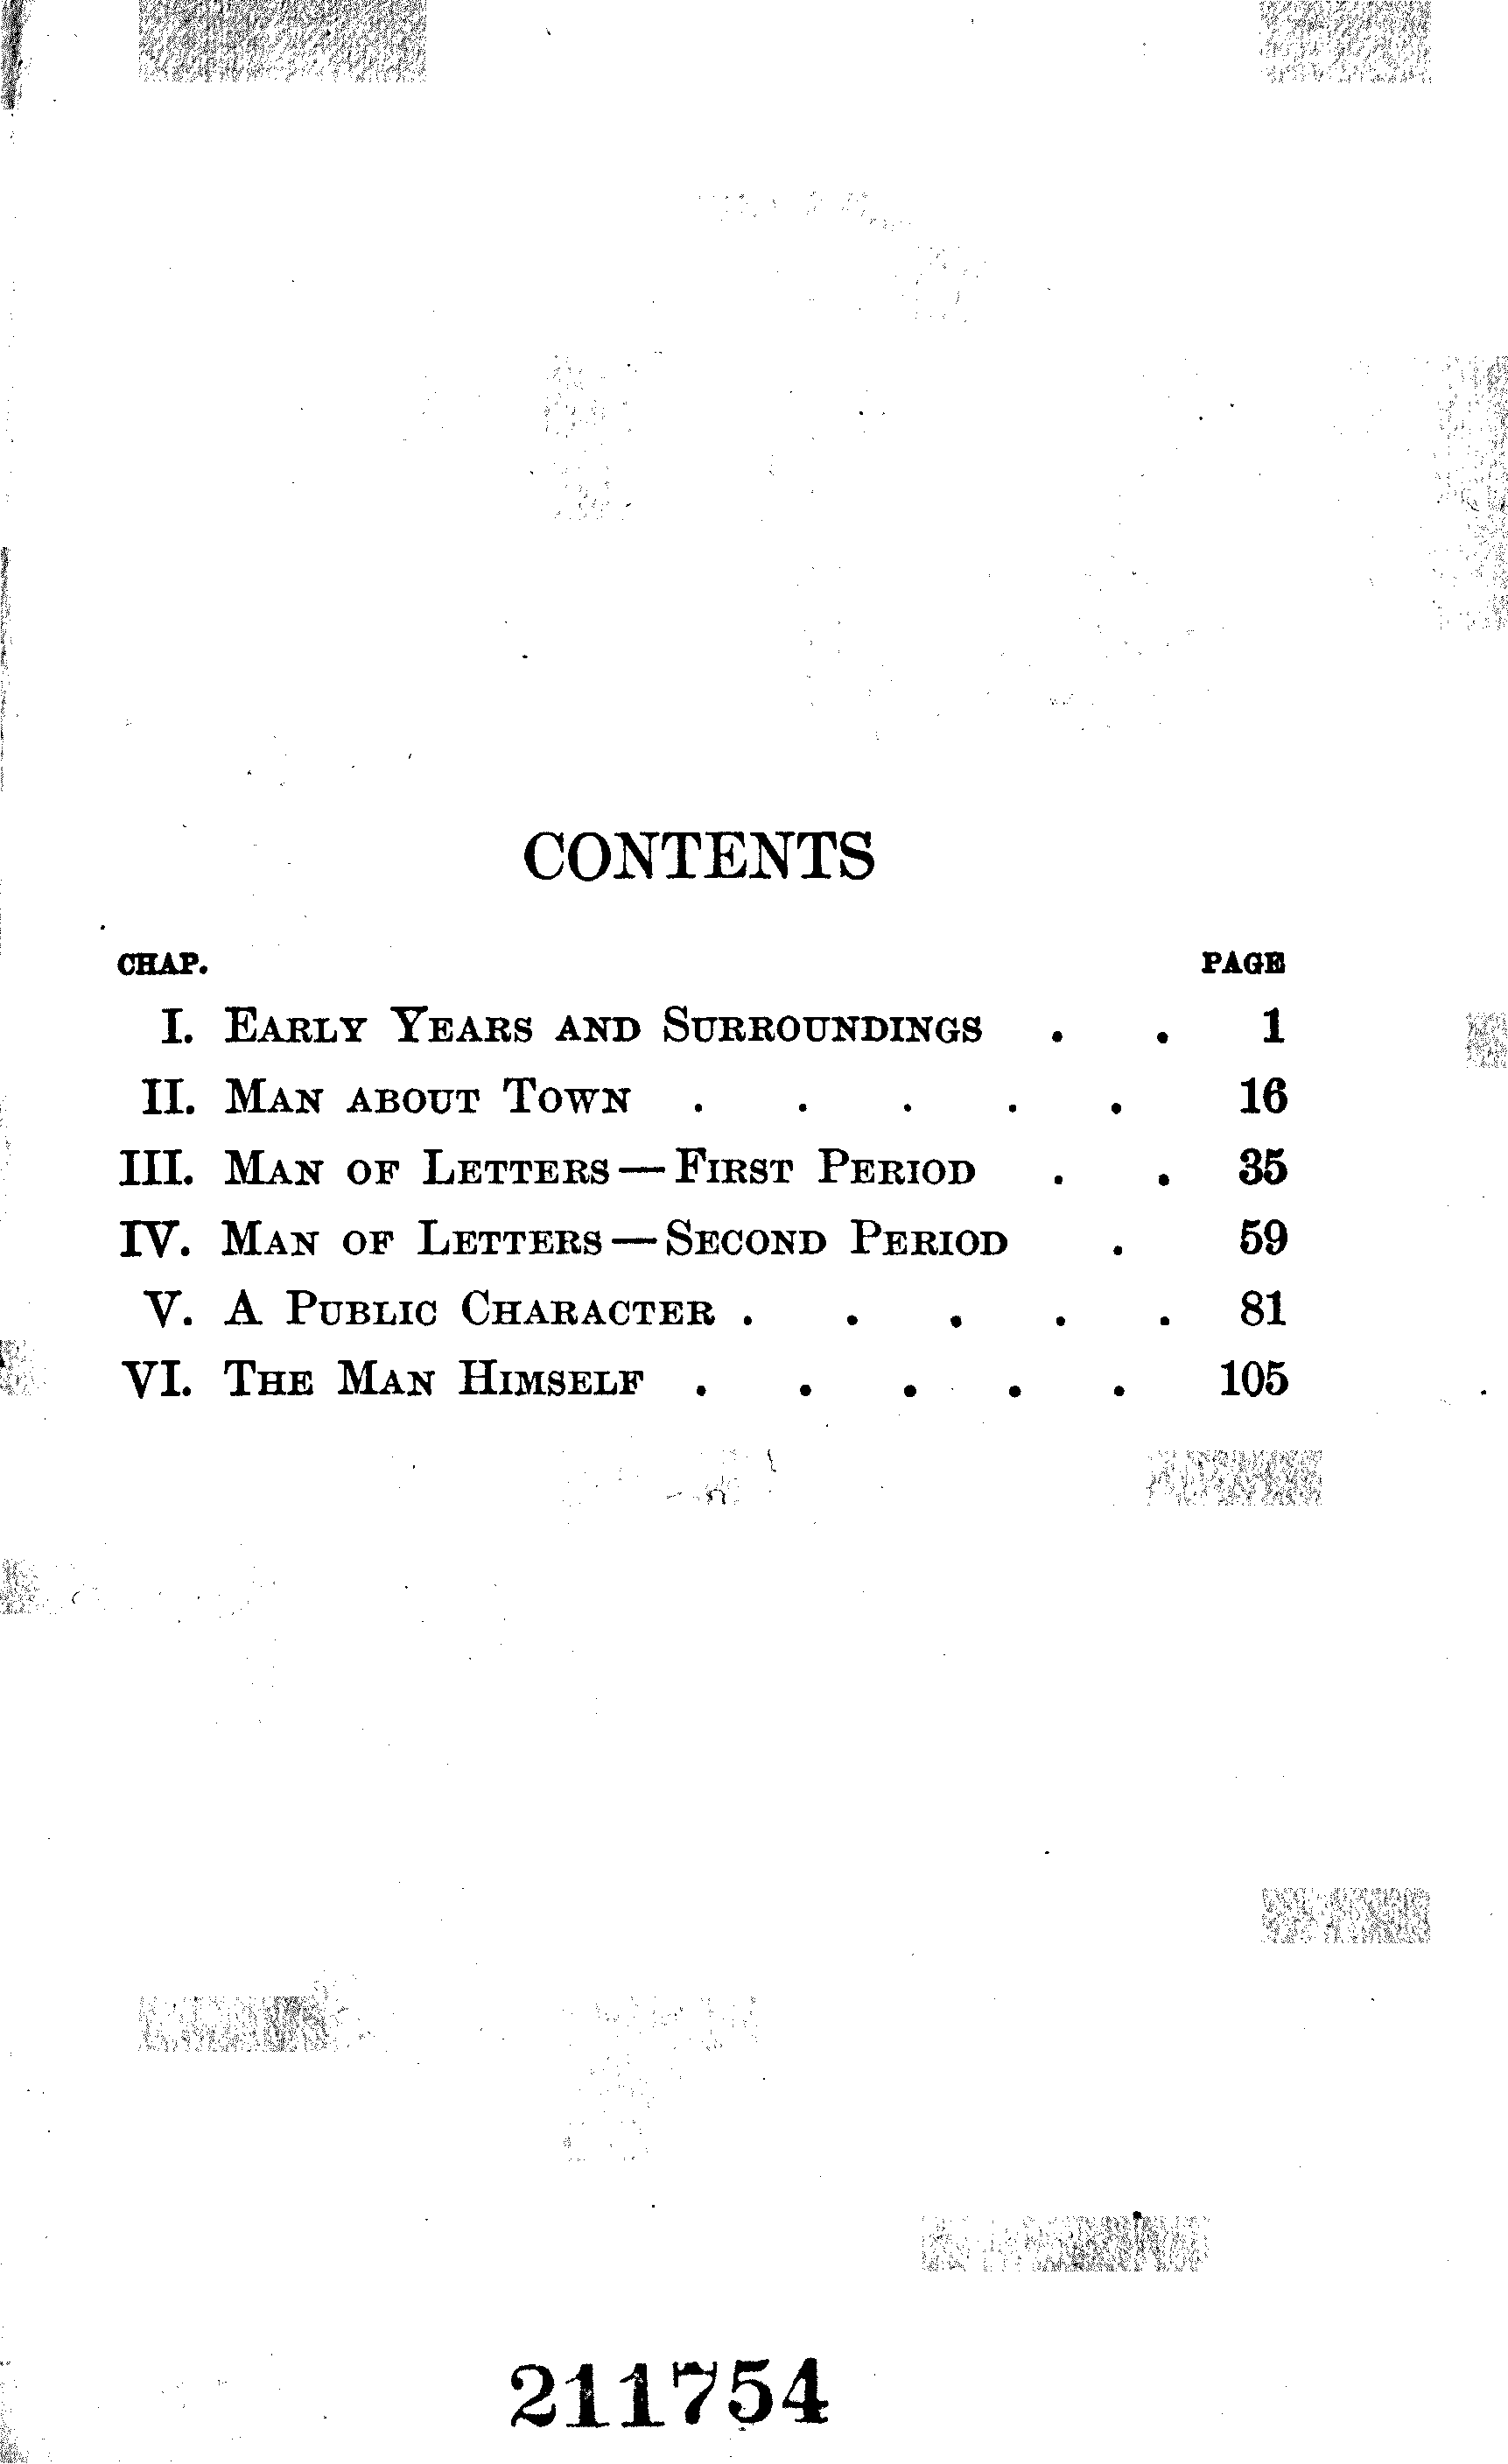 CONTENTS
CHAP. PAGE
I. EARLY YEARS AND SURROUNDINGS . . 1
II. MAN ABOUT TOWN . . . . . 16
III. MAN OF LETTERS—FIRST PERIOD . . 35
IV. MAN OF LETTERS—SECOND PERIOD . 59
V. A PUBLIC CHARACTER . . . . . 81
VI. THE MAN HIMSELF . . . . . 105
211754